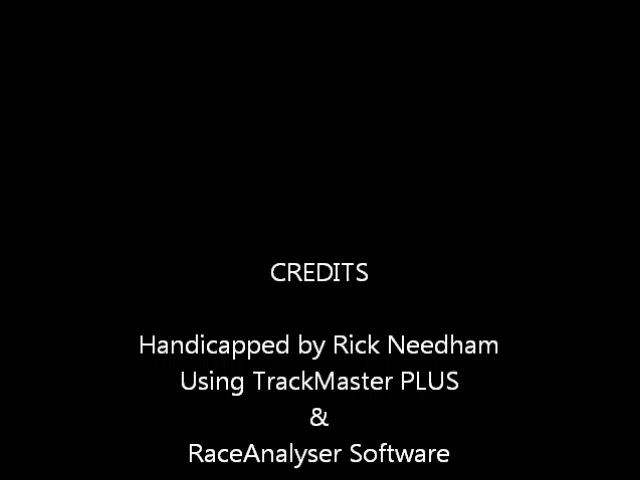 CREDITS
Handicapped by Rick Needham
Using TrackMaster PLUS
&
RaceAnalyser Software